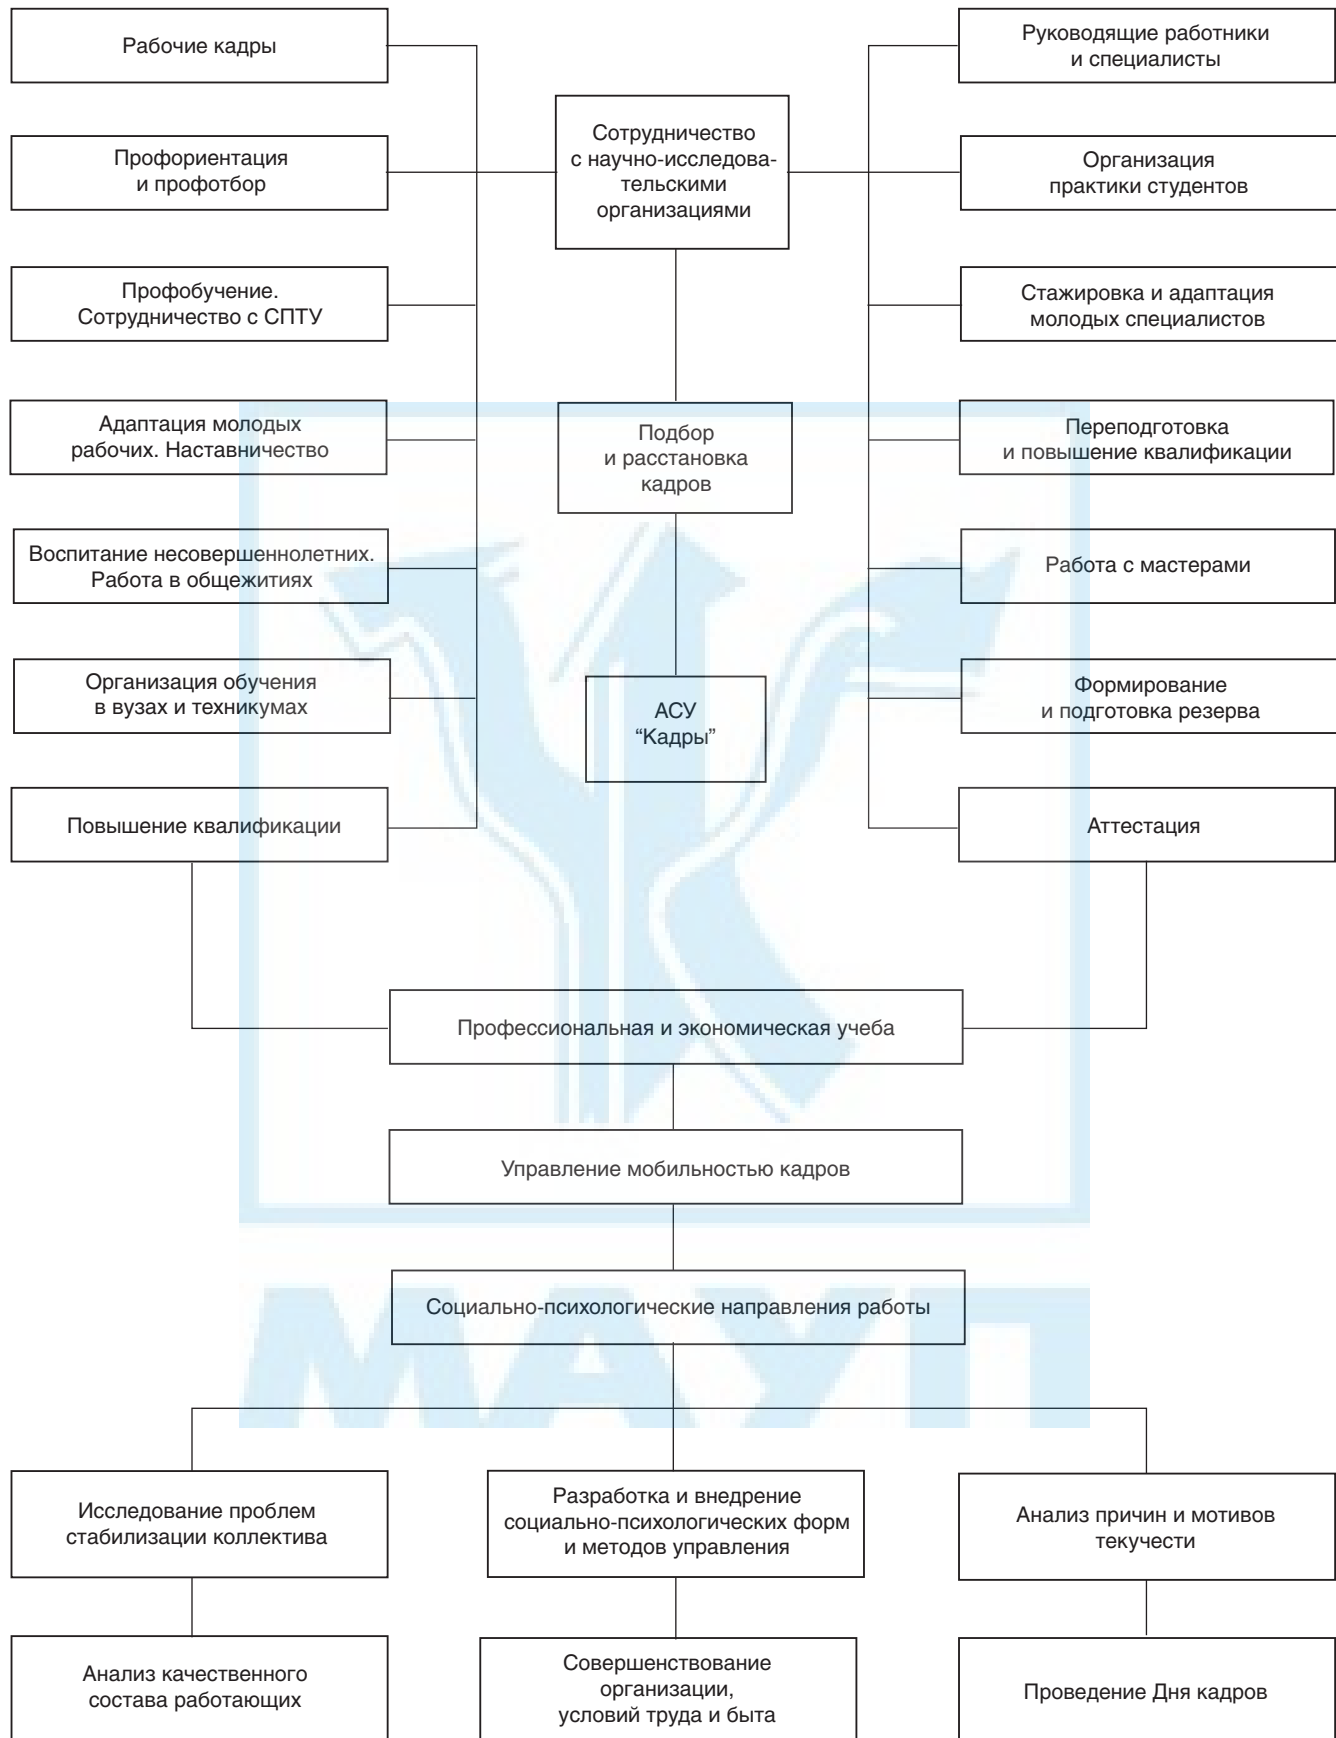 Рабочие кадры
Руководящие работники
и специалисты
Сотрудничество
с научно-исследова-
тельскими
организациями
Профориентация
и профотбор
Организация
практики студентов
Профобучение.
Сотрудничество с СПТУ
Стажировка и адаптация
молодых специалистов
Адаптация молодых
рабочих. Наставничество
Подбор
и расстановка
кадров
Переподготовка
и повышение квалификации
Воспитание несовершеннолетних.
Работа в общежитиях
Работа с мастерами
Организация обучения
в вузах и техникумах
АСУ
“Кадры”
Формирование
и подготовка резерва
Повышение квалификации
Аттестация
Профессиональная и экономическая учеба
Управление мобильностью кадров
Социально-психологические направления работы
МАУП
Исследование проблем
стабилизации коллектива
Разработка и внедрение
социально-психологических форм
и методов управления
Анализ причин и мотивов
текучести
Анализ качественного
состава работающих
Совершенствование
организации,
условий труда и быта
Проведение Дня кадров